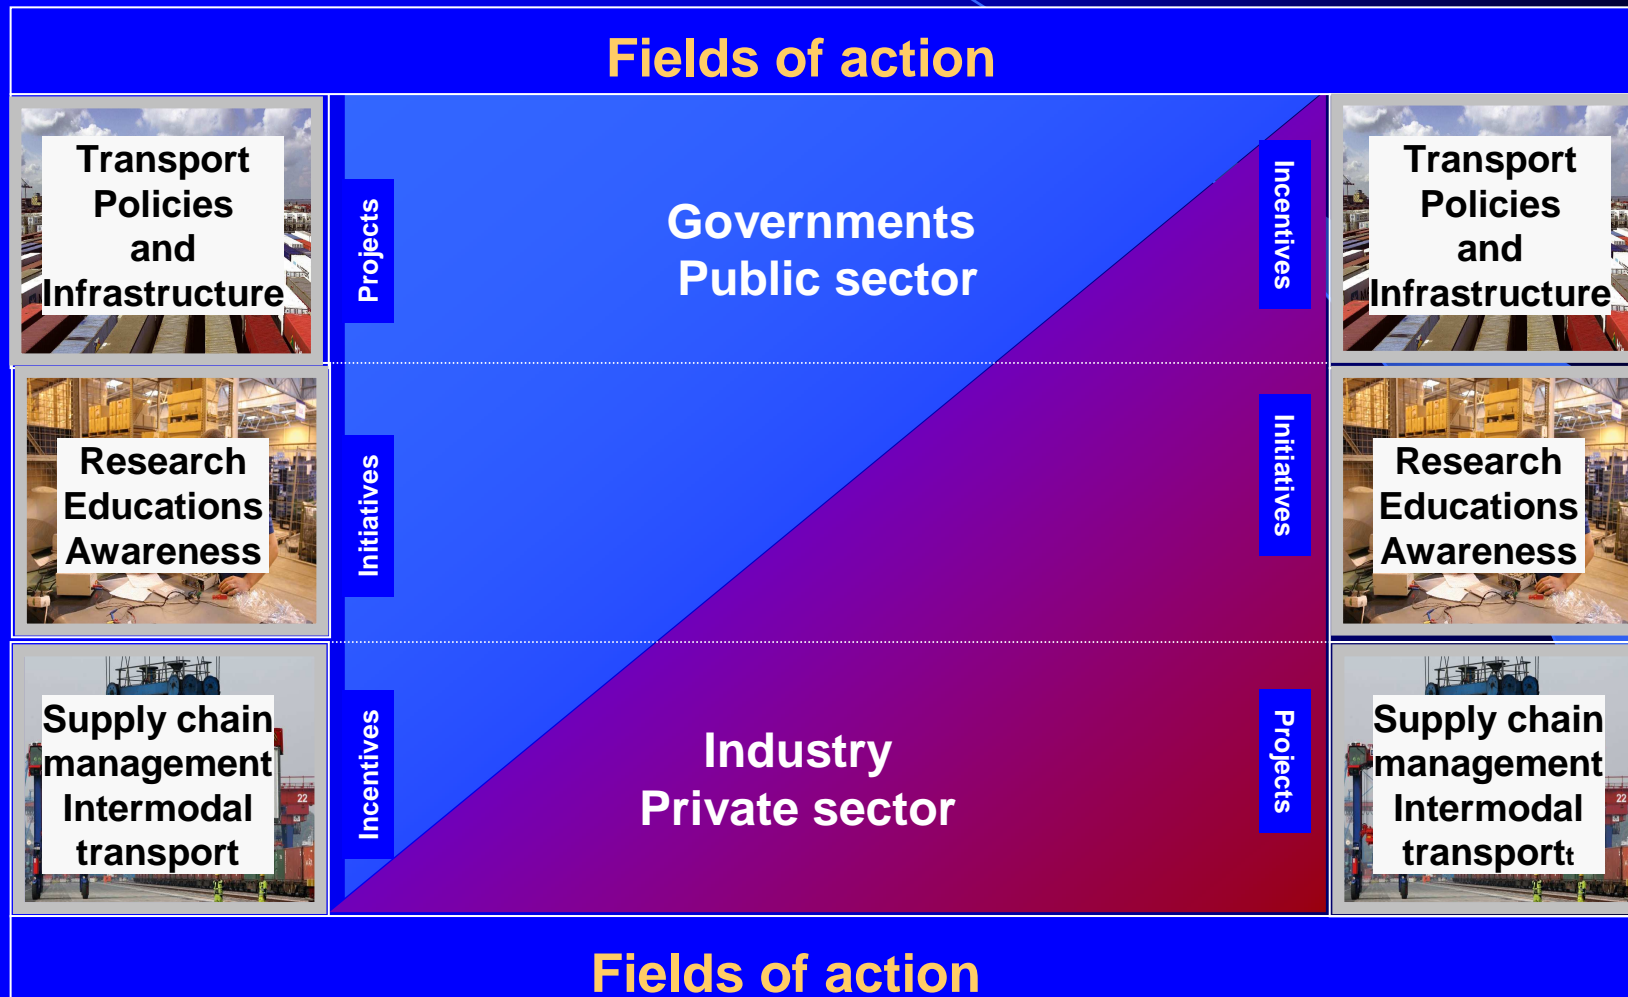 Fields of action
Transport
Policies
and
Infrastructure
Projects
Governments
Public sector
Incentives
Transport
Policies
and
Infrastructure
Research
Educations
Awareness
Initiatives
Initiatives
Research
Educations
Awareness
Supply chain
management
Intermodal
transport
22
Incentives
Industry
Private sector
Projects
Supply chain
management
Intermodal
transportt
22
Fields of action